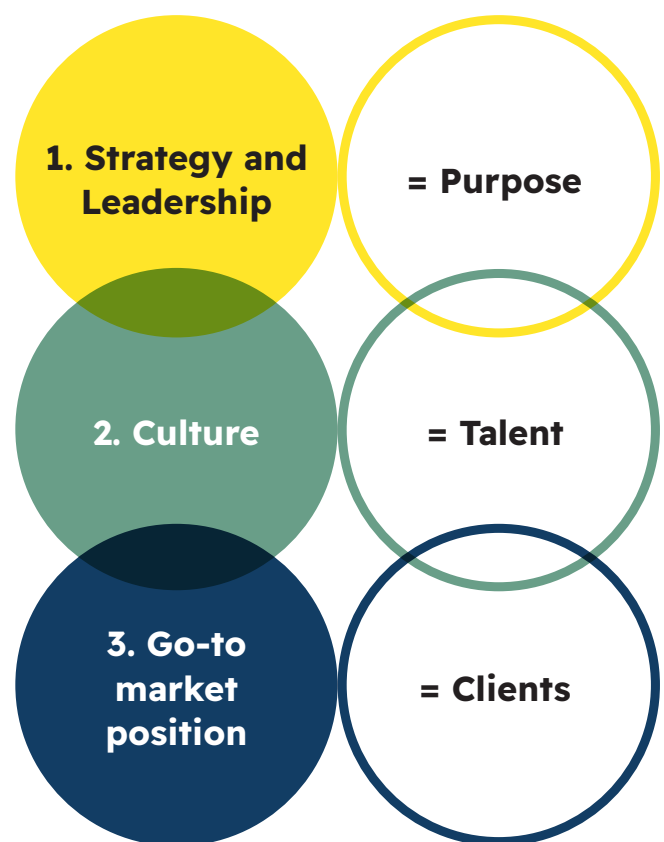 1. Strategy and
Leadership
= Purpose
2. Culture
= Talent
3. Go-to
market
position
= Clients